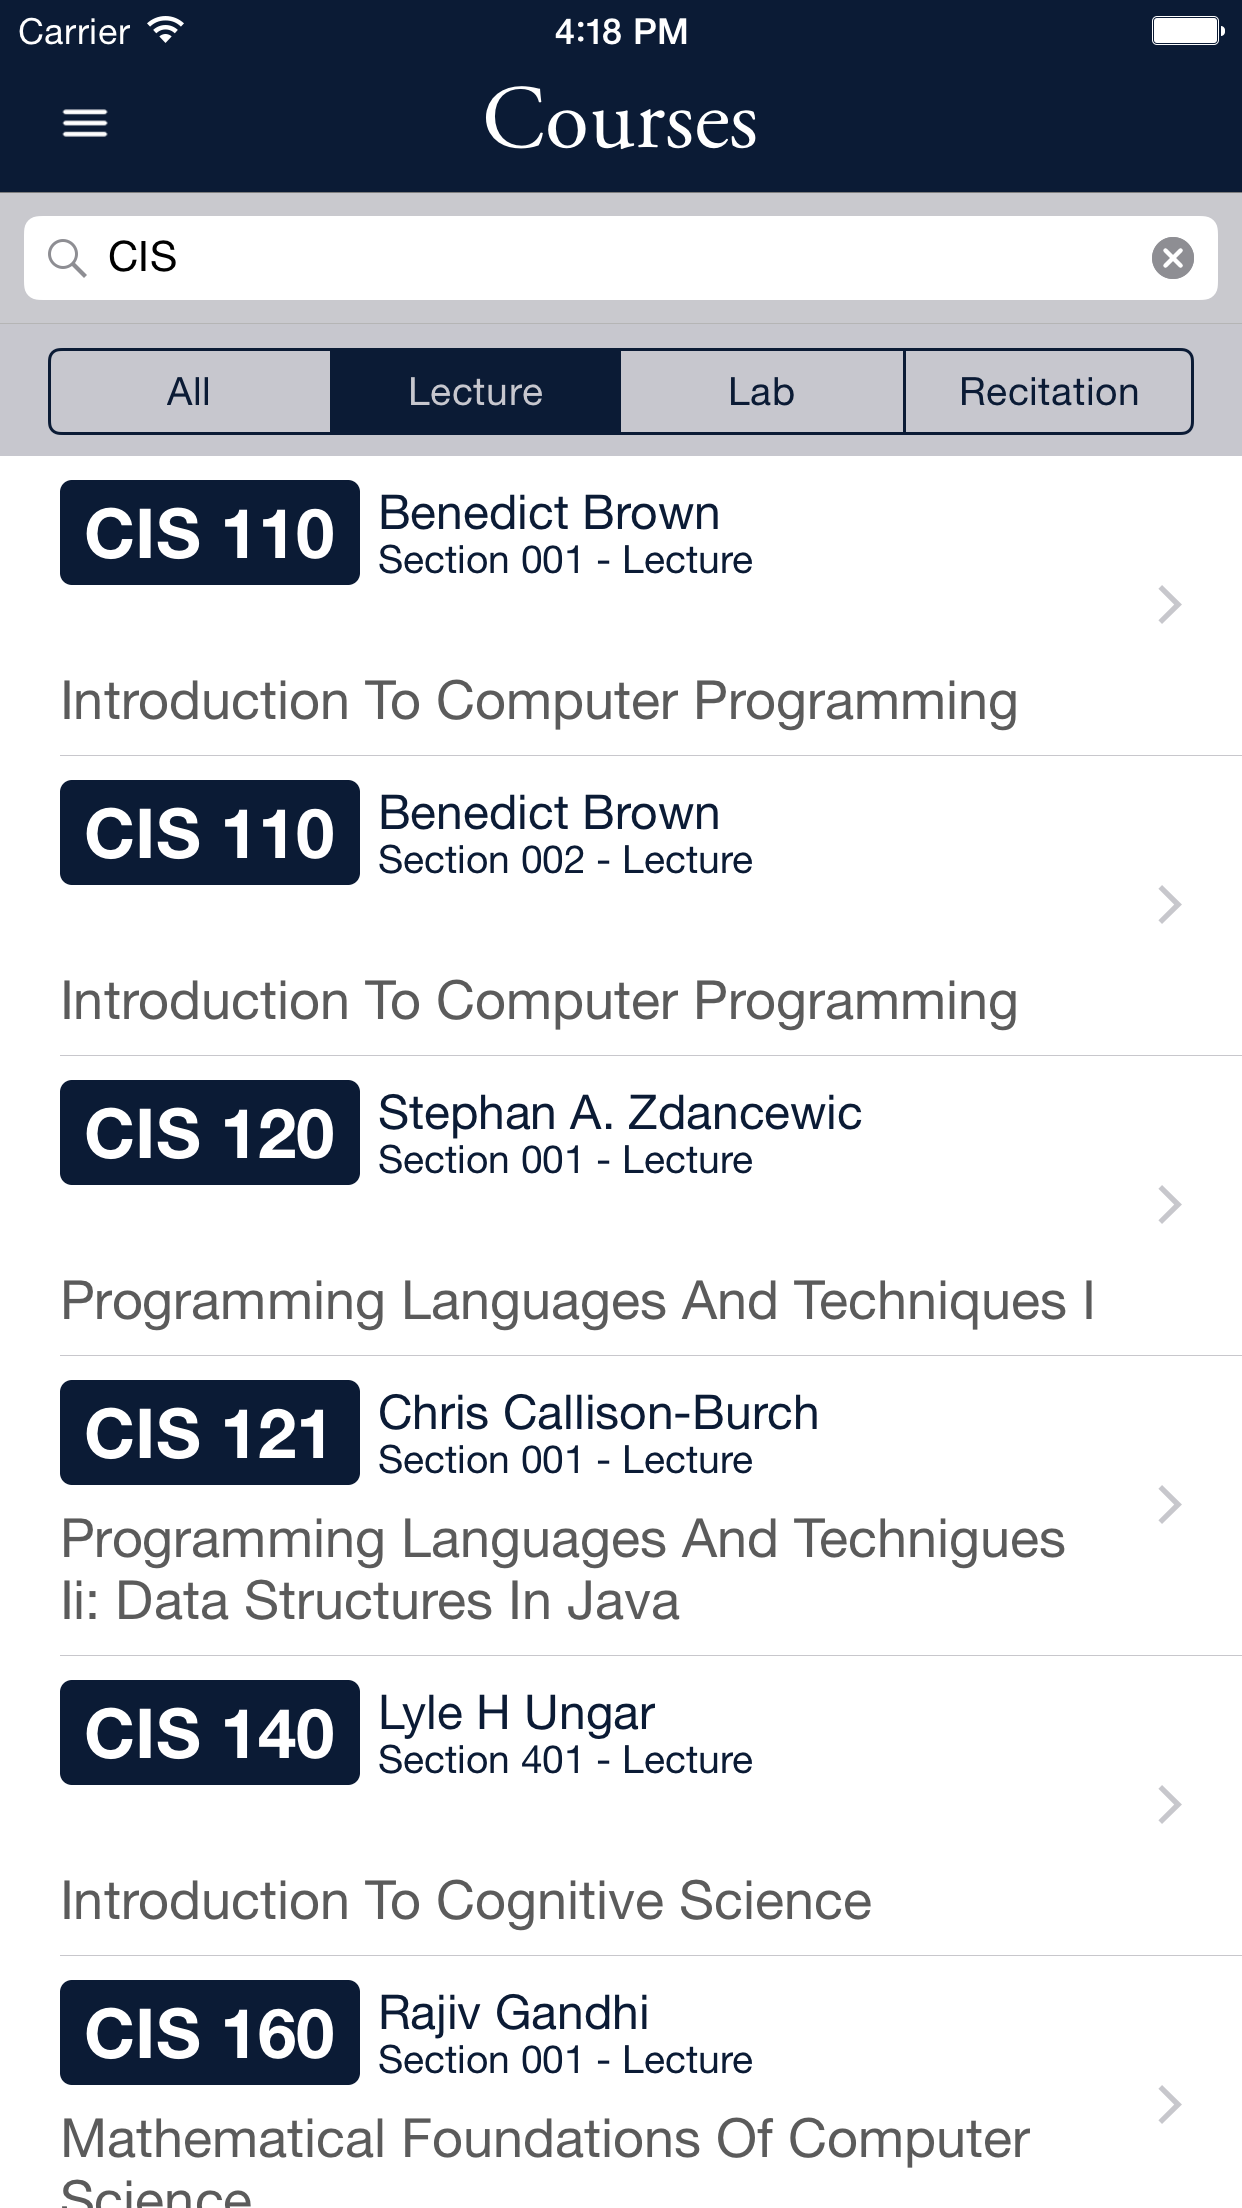 Carrier 4:18 PM
Courses
CIS
All Lecture Lab Recitation
CIS 110 Benedict Brown
Section 001 - Lecture
Introduction To Computer Programming
CIS 110 Benedict Brown
Section 002 - Lecture
Introduction To Computer Programming
CIS 120 Stephan A. Zdancewic
Section 001 - Lecture
Programming Languages And Techniques I
CIS 121 Chris Callison-Burch
Section 001 - Lecture
Programming Languages And Technigues
Ii: Data Structures In Java
CIS 140 Lyle H Ungar
Section 401 - Lecture
Introduction To Cognitive Science
CIS 160 Rajiv Gandhi
Section 001 - Lecture
Mathematical Foundations Of Computer
Science